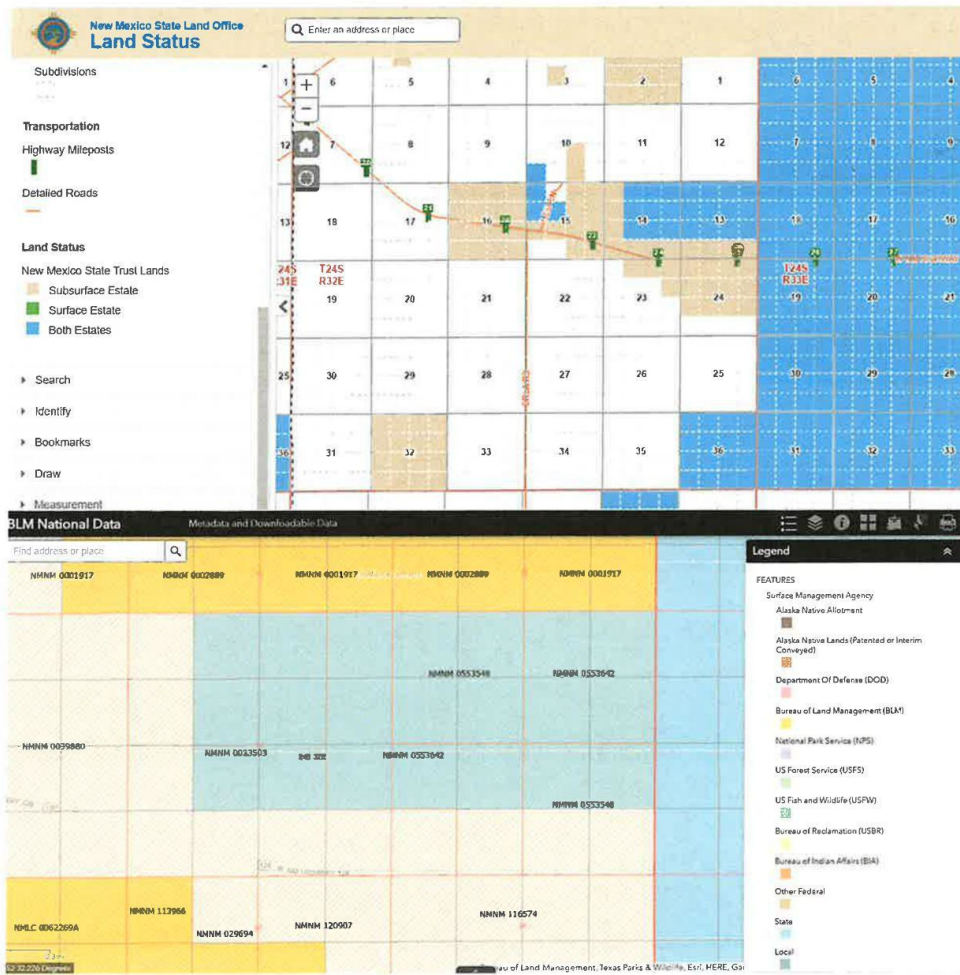 New Mexico State Land Office
Land Status
Enter an address or place
Subdivisions
Transportation
Highway Mileposts
Detailed Roads
Land Status
New Mexico State Trust Lands
Subsurface Estate
Surface Estate
Both Estates
Search
Identify
Bookmarks
Draw
Measurement
1 6 5 4 3 2 1 6 5 4
12 7 8 9 10 11 12 7 8 9
13 18 17 16 15 14 13 18 17 16
T24S T24S T24S
R32E R33E
19 20 21 22 23 24 19 20 21
25 30 29 28 27 26 25 30 29 28
36 31 32 33 34 35 36 31 32 33
BLM National Data
Metadata and Downloadable Data
Find address or place
NMNM 0001917 NMNM 0002889 NMNM 0001917 NMNM 0002889 NMNM 0001917
NMNM 0553548 NMNM 0553642
NMNM 0039880 NMNM 0033503 NMNM 0553642
NMNM 0553548
NMNM 113966 NMNM 116574
NMLC 0062269A NMNM 029694 NMNM 120907
Legend
FEATURES
Surface Management Agency
Alaska Native Allotment
Alaska Native Lands (Patented or Interim
Conveyed)
Department Of Defense (DOD)
Bureau of Land Management (BLM)
National Park Service (NPS)
US Forest Service (USFS)
US Fish and Wildlife (USFW)
Bureau of Reclamation (USBR)
Bureau of Indian Affairs (BIA)
Other Federal
State
Local
au of Land Management, Texas Parks & Wildlife, Esri, HERE, Gar